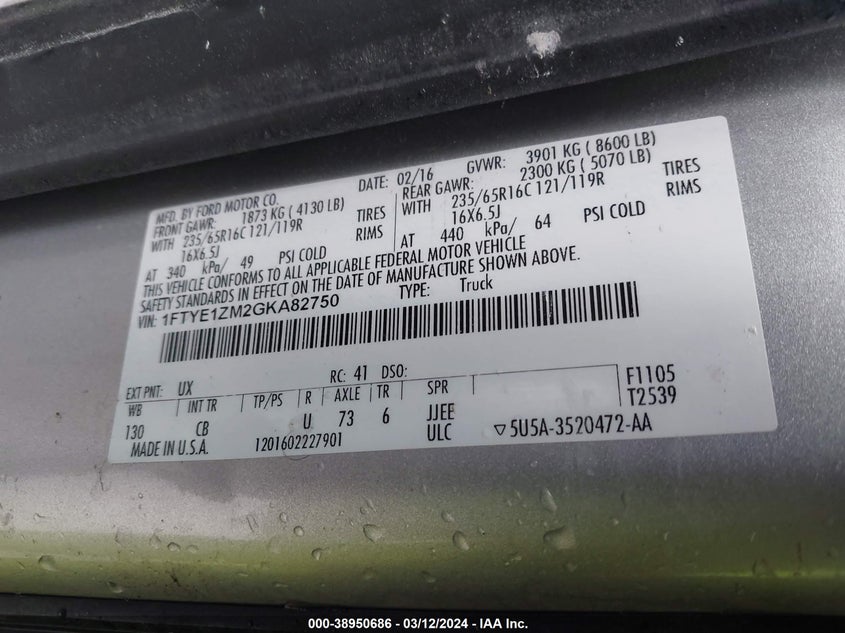 MFD. BY FORD MOTOR CO. DATE: 02/16 GVWR: 3901 KG ( 8600 LB)
FRONT GAWR: 1873 KG ( 4130 LB) REAR GAWR: 2300 KG ( 5070 LB)
WITH 235/65R16C 121/119R TIRES WITH 235/65R16C 121/119R TIRES
16X6.5J RIMS 16X6.5J RIMS
AT 340 kPa/ 49 PSI COLD AT 440 kPa/ 64 PSI COLD
THIS VEHICLE CONFORMS TO ALL APPLICABLE FEDERAL MOTOR VEHICLE
SAFETY STANDARDS IN EFFECT ON THE DATE OF MANUFACTURE SHOWN ABOVE.
VIN: 1FTYE1ZM2GKA82750 TYPE: Truck
EXT PNT: UX RC: 41 DSO: F1105
WB INT TR TP/PS R AXLE TR SPR T2539
130 CB U 73 6 JJEE
MADE IN U.S.A. 1201602227901 ULC ▽5U5A-3520472-AA
000-38950686 - 03/12/2024 - IAA Inc.